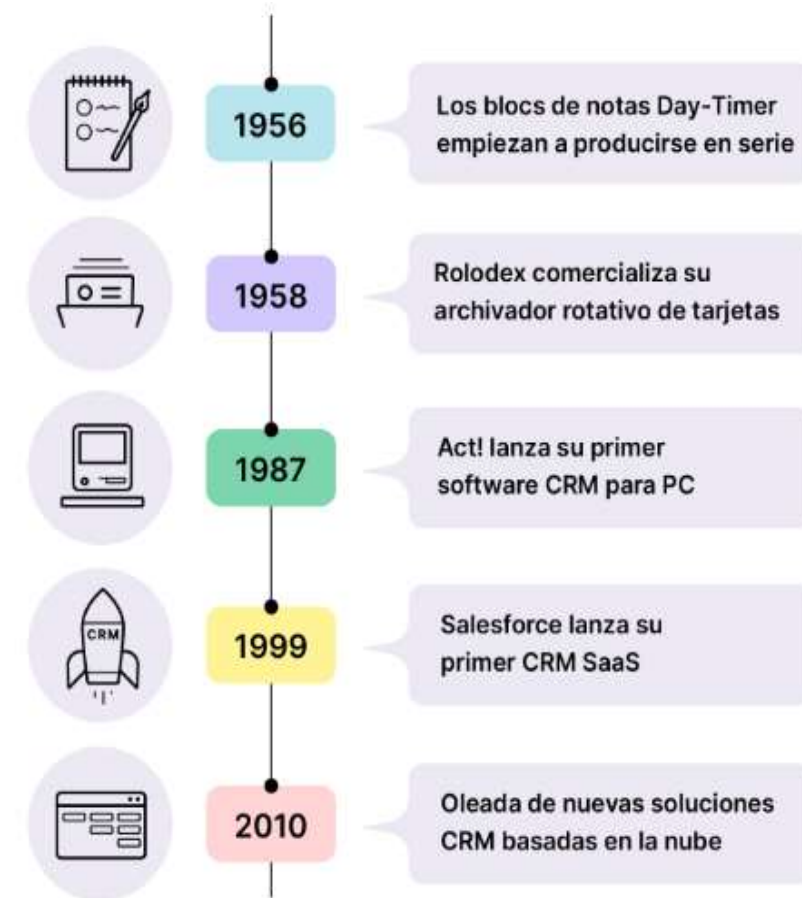 1956
Los blocs de notas Day-Timer
empiezan a producirse en serie
1958
Rolodex comercializa su
archivador rotativo de tarjetas
1987
Act! lanza su primer
software CRM para PC
CRM
1999
Salesforce lanza su
primer CRM SaaS
2010
Oleada de nuevas soluciones
CRM basadas en la nube